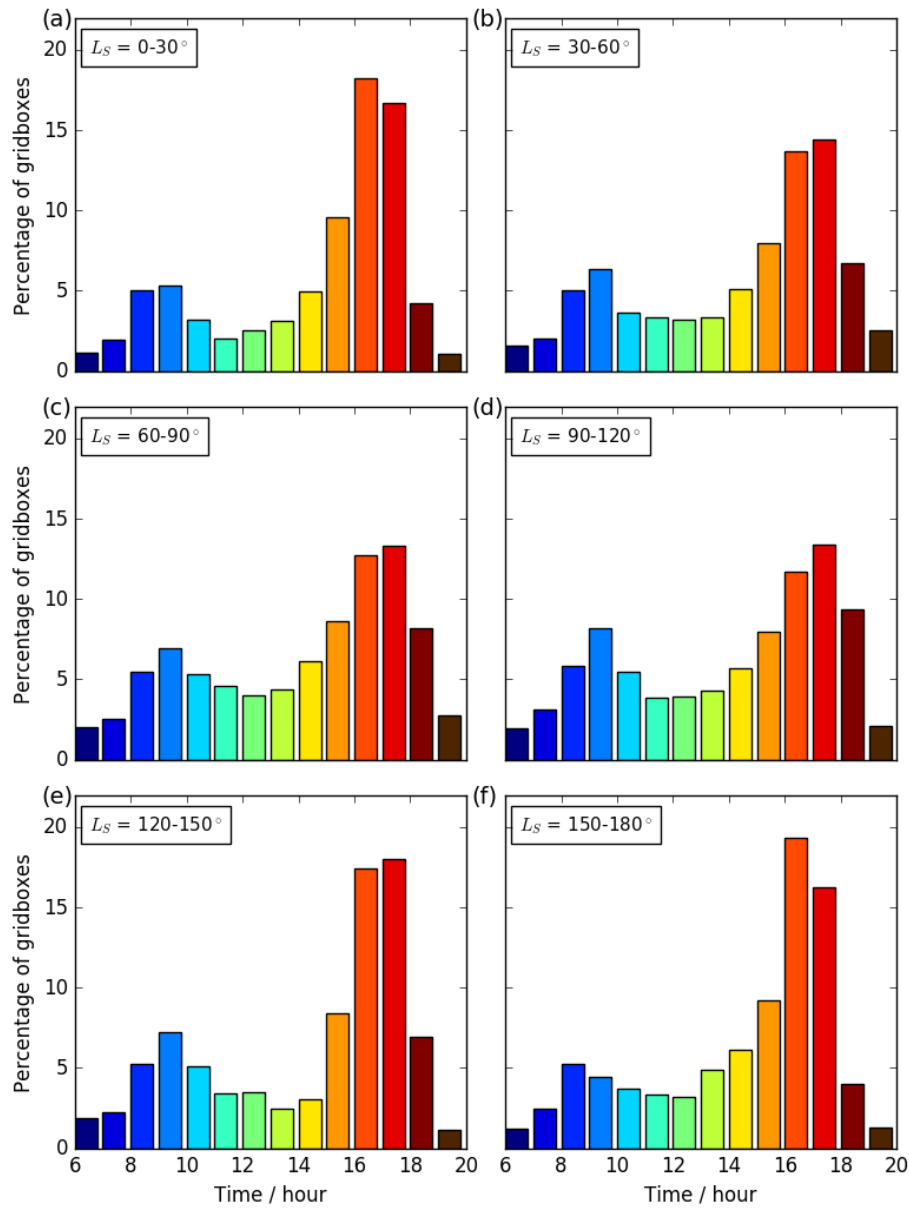 (a)
L_S = 0-30°
(b)
L_S = 30-60°
Percentage of gridboxes
20
15
10
5
0
(c)
L_S = 60-90°
(d)
L_S = 90-120°
Percentage of gridboxes
20
15
10
5
0
(e)
L_S = 120-150°
(f)
L_S = 150-180°
Percentage of gridboxes
20
15
10
5
0
6 8 10 12 14 16 18 20
6 8 10 12 14 16 18 20
Time / hour
Time / hour